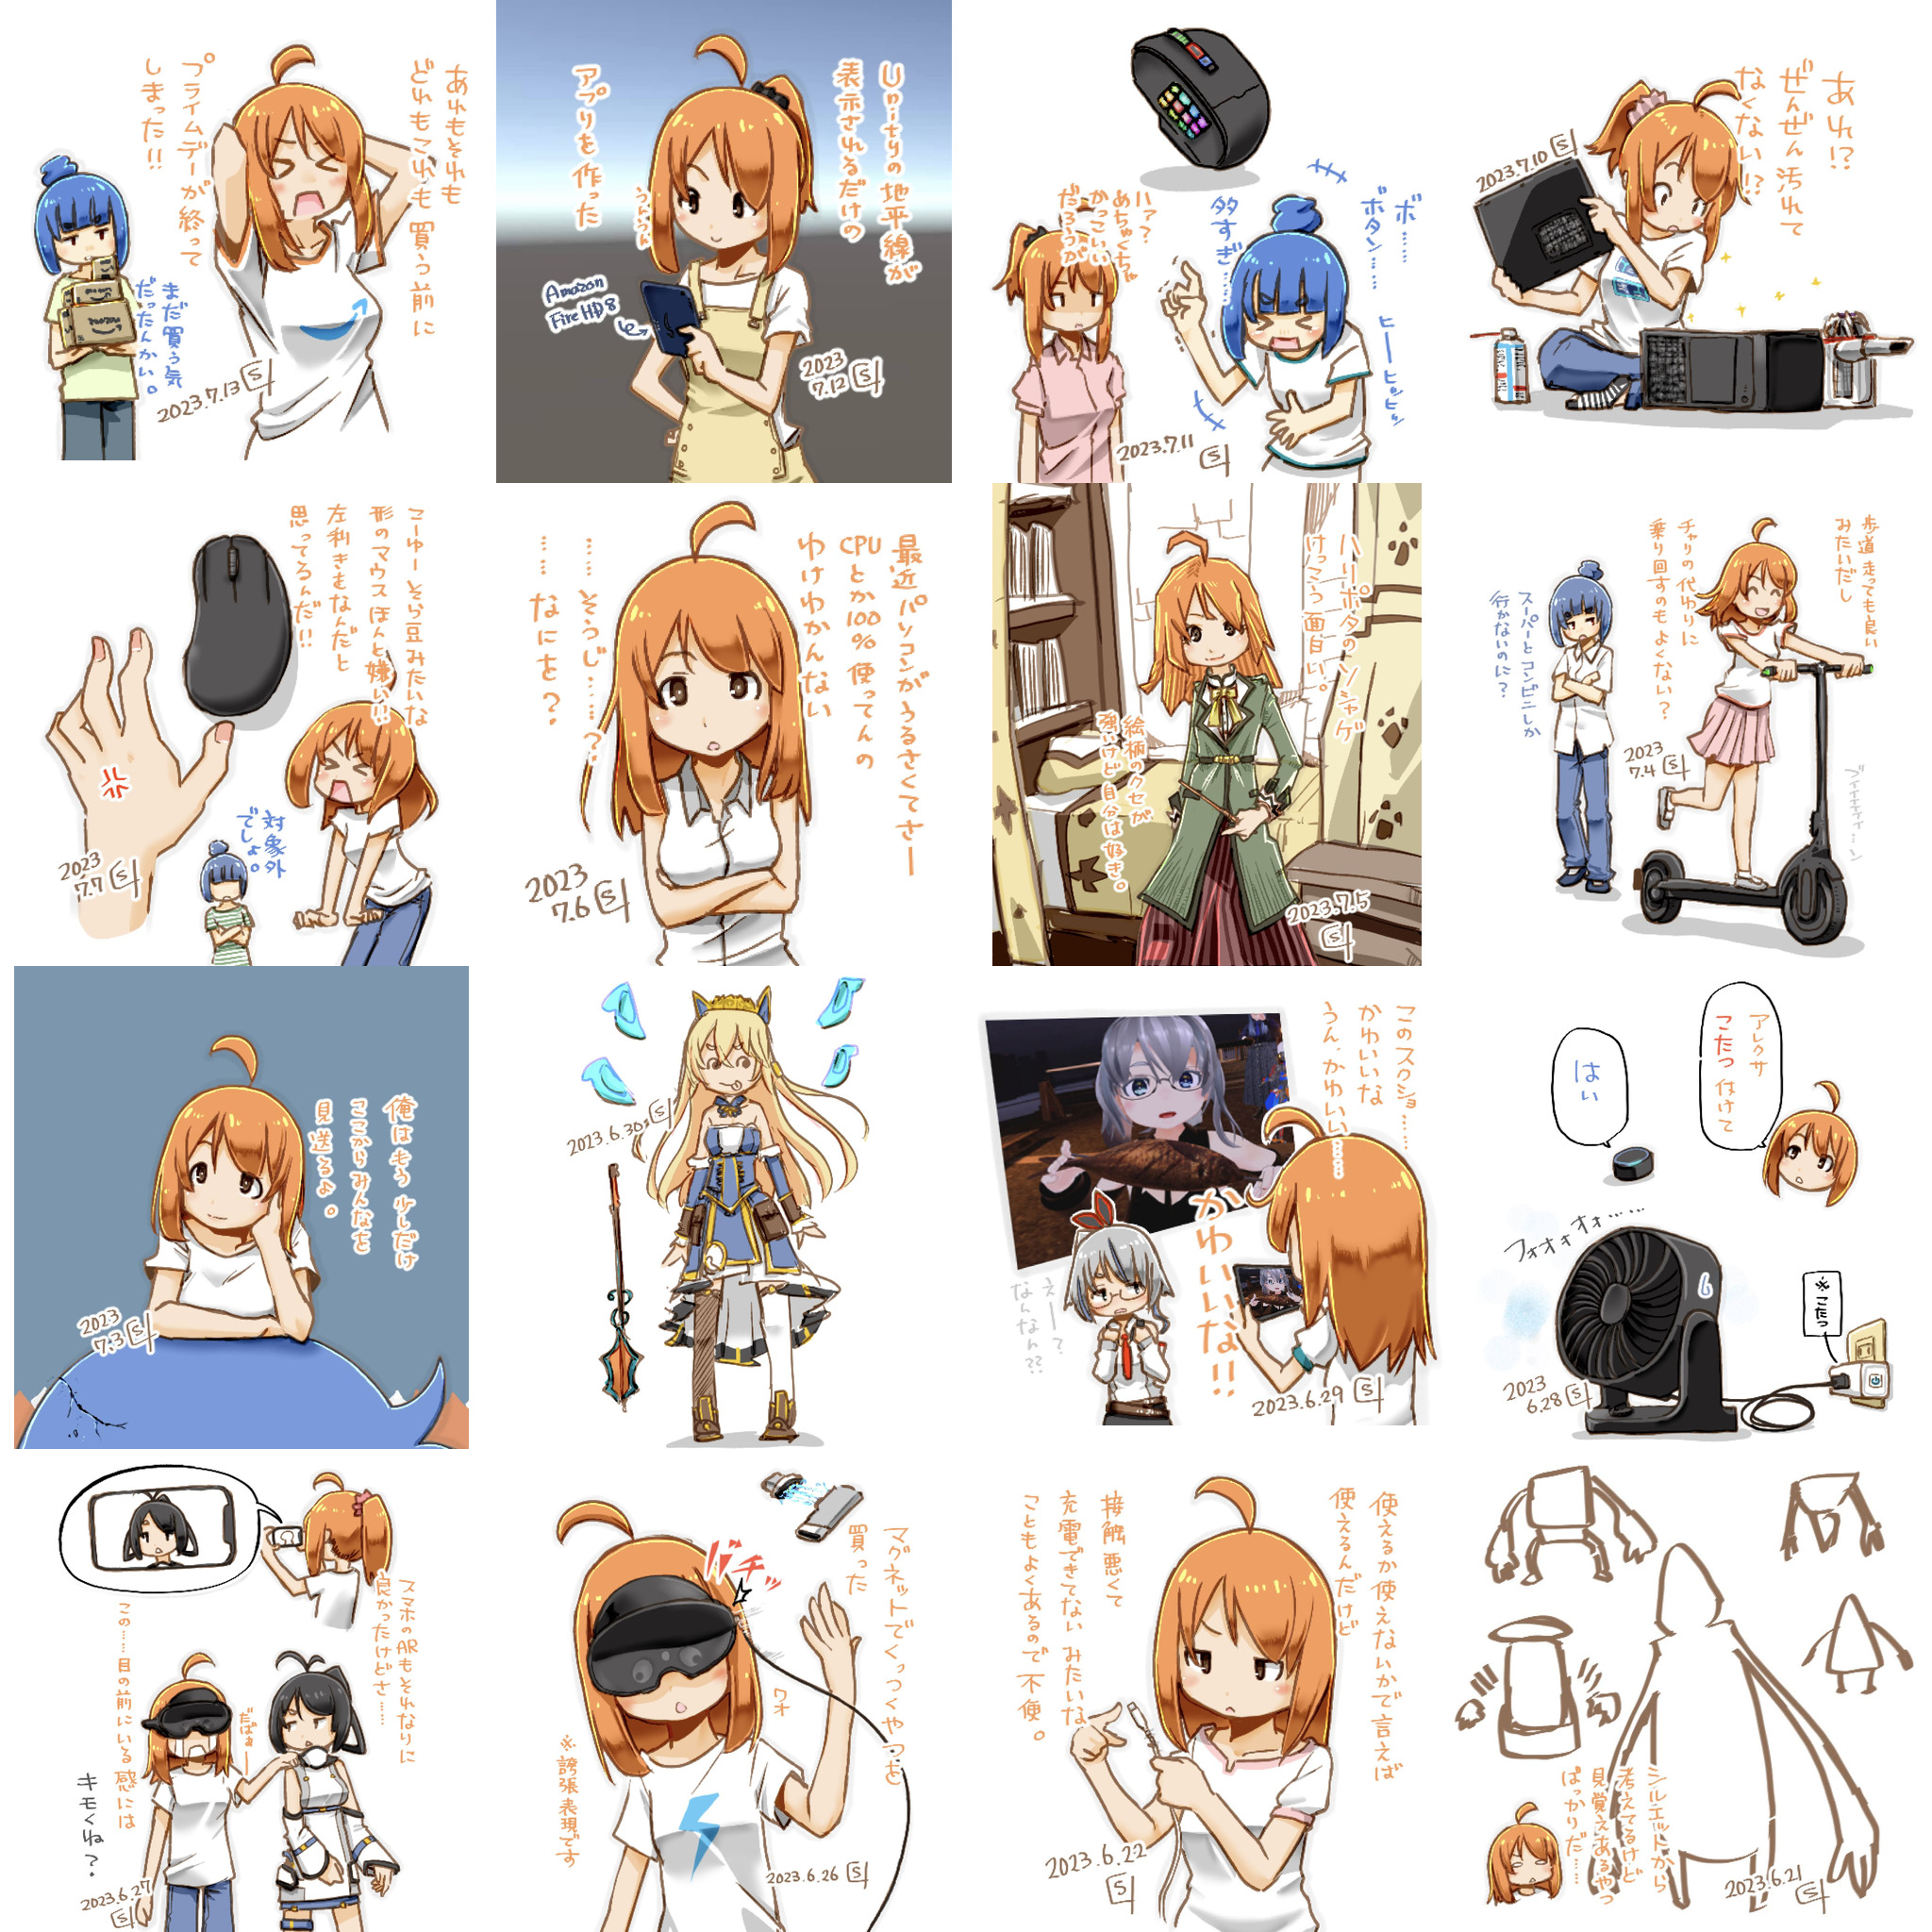 あれもそれも
どれもこれも買う前に
プライムデーが終って
しまった!!
まだ買う気
だったんかい。
2023.7.13 S
Unityの地平線が
表示されるだけの
アプリを作った
うんうん
Amazon
Fire HD8
2023
7.12 S
ボ……
ボタン……
多すぎ……
ヒーヒッヒッ
ハァ?
めちゃくちゃ
かっこいい
だろうが
2023.7.11 S
あれ!?
ぜんぜん汚れて
なくない!?
2023.7.10 S
こーゆーそら豆みたいな
形のマウスほんと嫌い!!
左利きもなんだと
思ってるんだ!!
対象外
でしょ。
2023
7.7 S
最近パソコンがうるさくてさー
CPUとか100%使ってんの
わけわかんない
……そうじ……?
……なにを?
2023
7.6 S
ハリポタのソシャゲ
けっこう面白い。
絵柄のクセが
強いけど自分は好き。
2023.7.5
S
歩道走っても良い
みたいだし
チャリの代わりに
乗り回すのもよくない?
スーパーとコンビニしか
行かないのに?
2023
7.4 S
俺はもう少しだけ
ここからみんなを
見送るよ。
2023
7.3 S
2023.6.30 S
このスクショ……
かわいいな
うん、かわいい……
かわいいな!!
えー?
なんなん??
2023.6.29 S
アレクサ
こたつ付けて
はい
フォオォオォ……
※こたつ
2023
6.28 S
スマホのARもそれなりに
良かったけどさ……
この……目の前にいる感には
だばぁー
キモくね?
2023.6.27
S
マグネットでくっつくやつを
買った
バチッ
ワオ
※誇張表現です
2023.6.26 S
使えるか使えないかで言えば
使えるんだけど
接触悪くて
充電できてないみたいな
こともよくあるので不便。
2023.6.22
S
シルエットから
考えてるけど
見覚えあるやつ
ばっかりだ……
2023.6.21 S